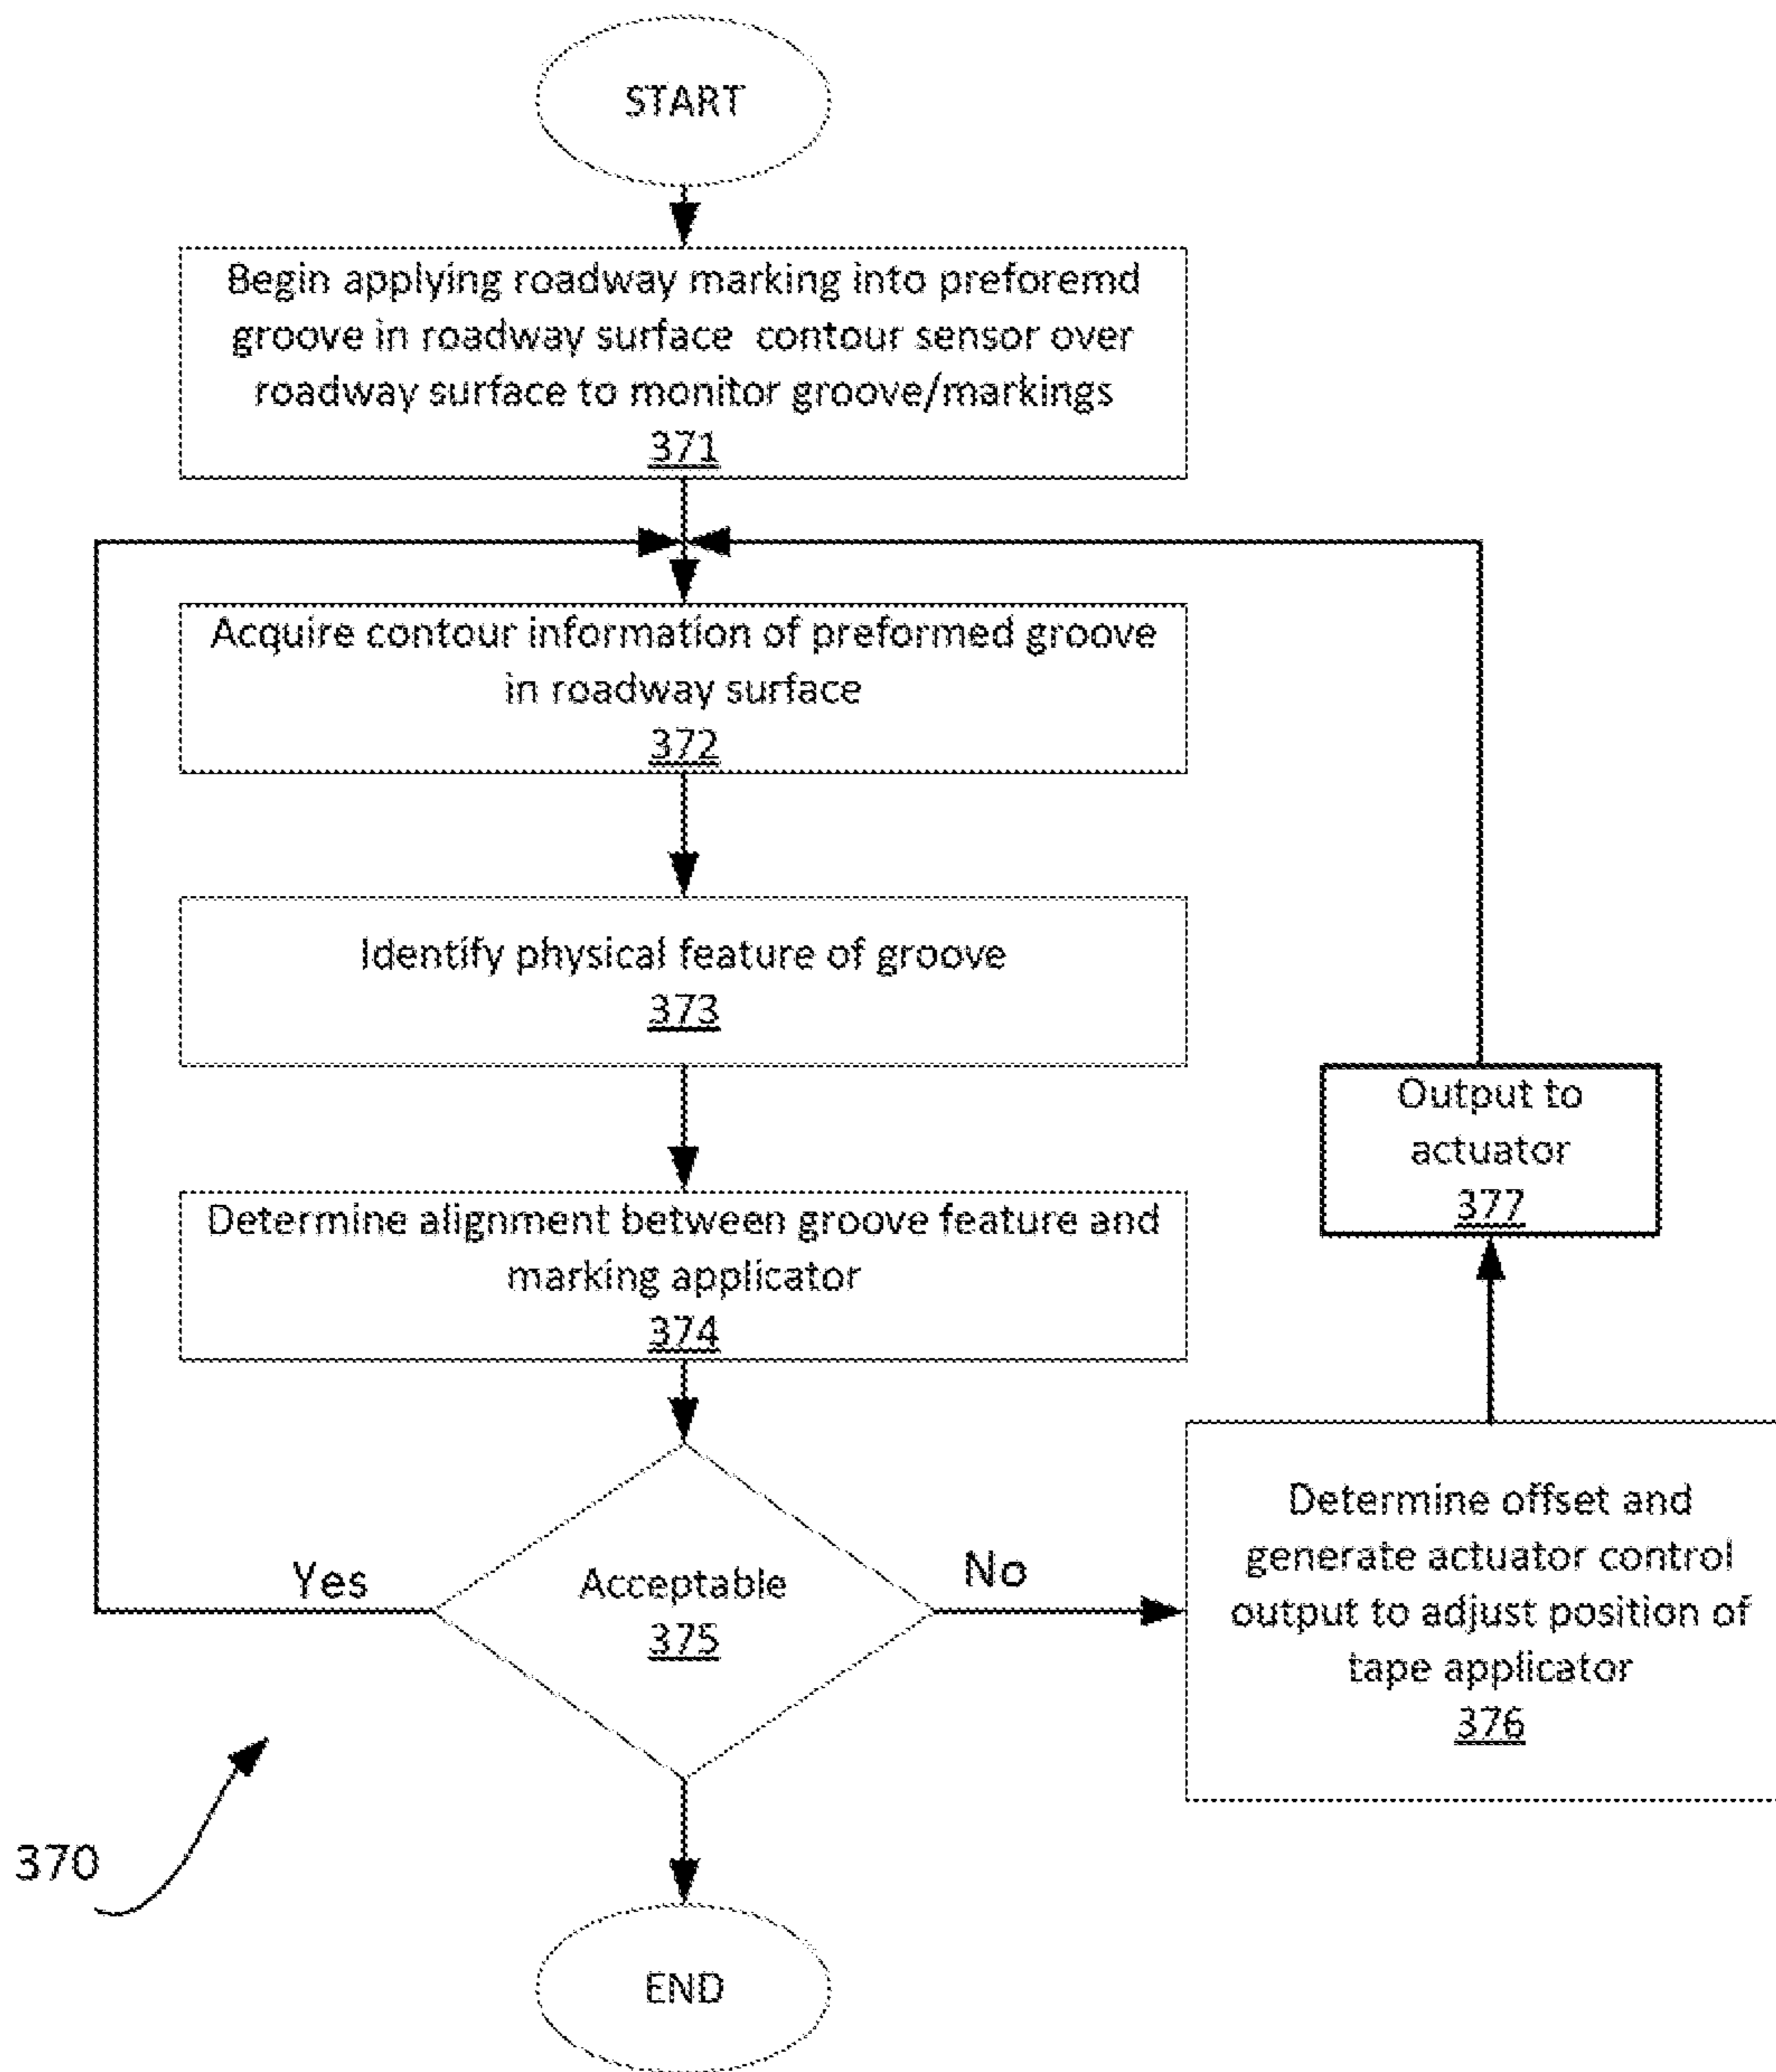 START
Begin applying roadway marking into preforemd
groove in roadway surface contour sensor over
roadway surface to monitor groove/markings
371
Acquire contour information of preformed groove
in roadway surface
372
Identify physical feature of groove
373
Determine alignment between groove feature and
marking applicator
374
Acceptable
375
Yes
No
Determine offset and
generate actuator control
output to adjust position of
tape applicator
376
Output to
actuator
377
END
370